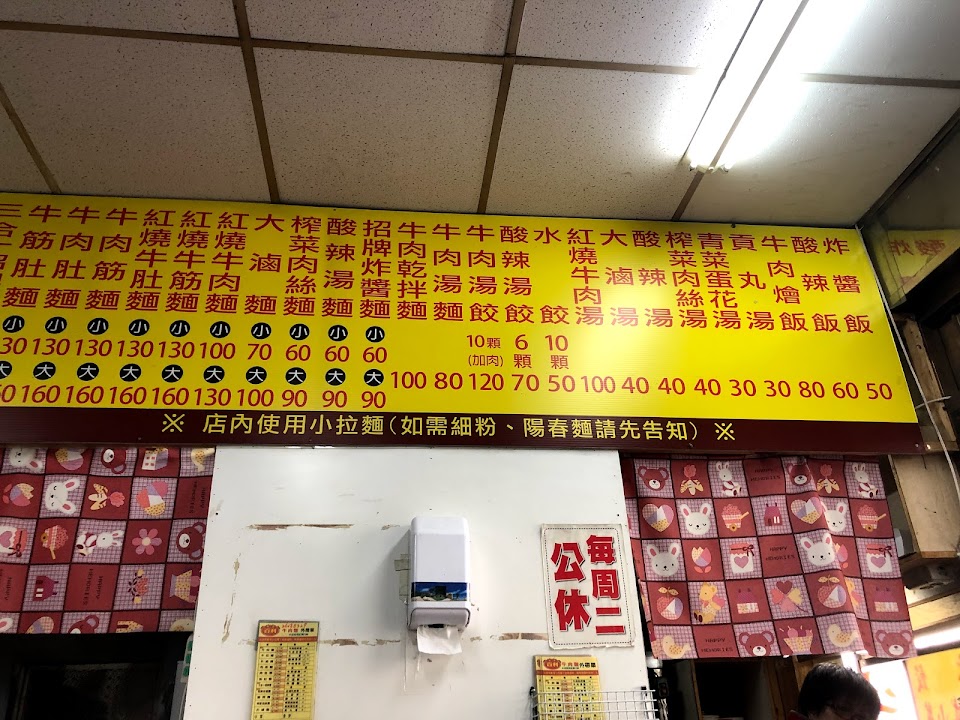 牛筋肚麵
牛肉肚麵
牛肉筋麵
紅燒牛肚麵
紅燒牛筋麵
紅燒牛肉麵
大滷麵
榨菜肉絲麵
酸辣湯麵
招牌炸醬麵
牛肉乾拌麵
牛肉湯麵
牛肉湯餃
酸辣湯餃
水餃
紅燒牛肉湯
大滷湯
酸辣湯
榨菜肉絲湯
青菜蛋花湯
貢丸湯
牛肉燴飯
酸辣飯
炸醬飯
小 小 小 小 小 小 小 小 小 小
130 130 130 130 100 70 60 60 60
10顆(加肉) 6顆 10顆
大 大 大 大 大 大 大 大 大 大
160 160 160 160 130 100 90 90 90
100 80 120 70 50 100 40 40 40 30 30 80 60 50
※ 店內使用小拉麵(如需細粉、陽春麵請先告知) ※
每周二
公休